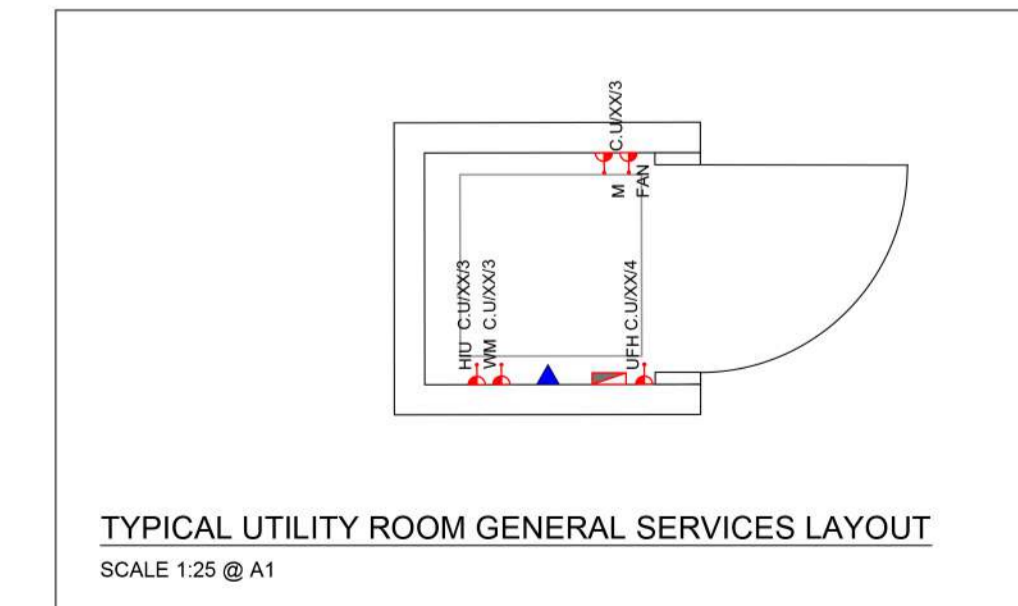 C.U/XX/3
M
FAN
HIU C.U/XX/3
WM C.U/XX/3
UFH C.U/XX/4
TYPICAL UTILITY ROOM GENERAL SERVICES LAYOUT
SCALE 1:25 @ A1